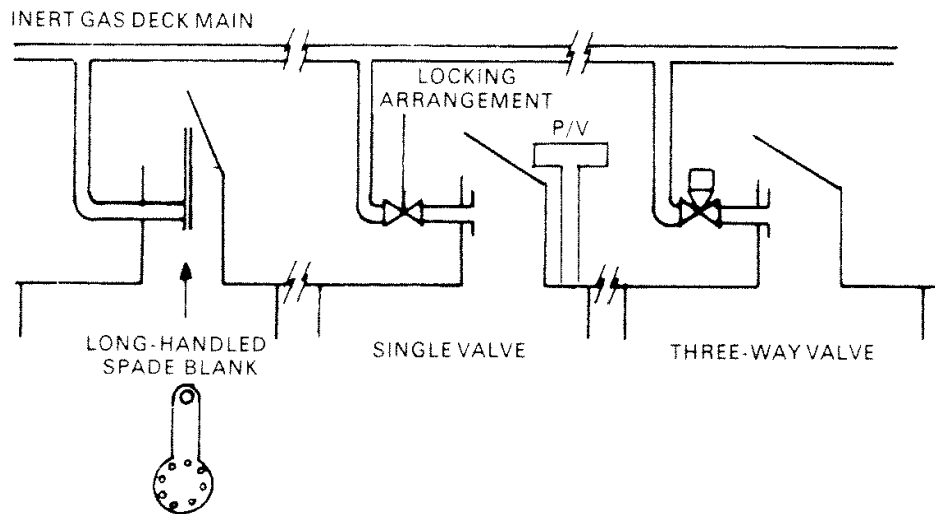 INERT GAS DECK MAIN
LOCKING
ARRANGEMENT
P/V
LONG-HANDLED
SPADE BLANK
SINGLE VALVE
THREE-WAY VALVE